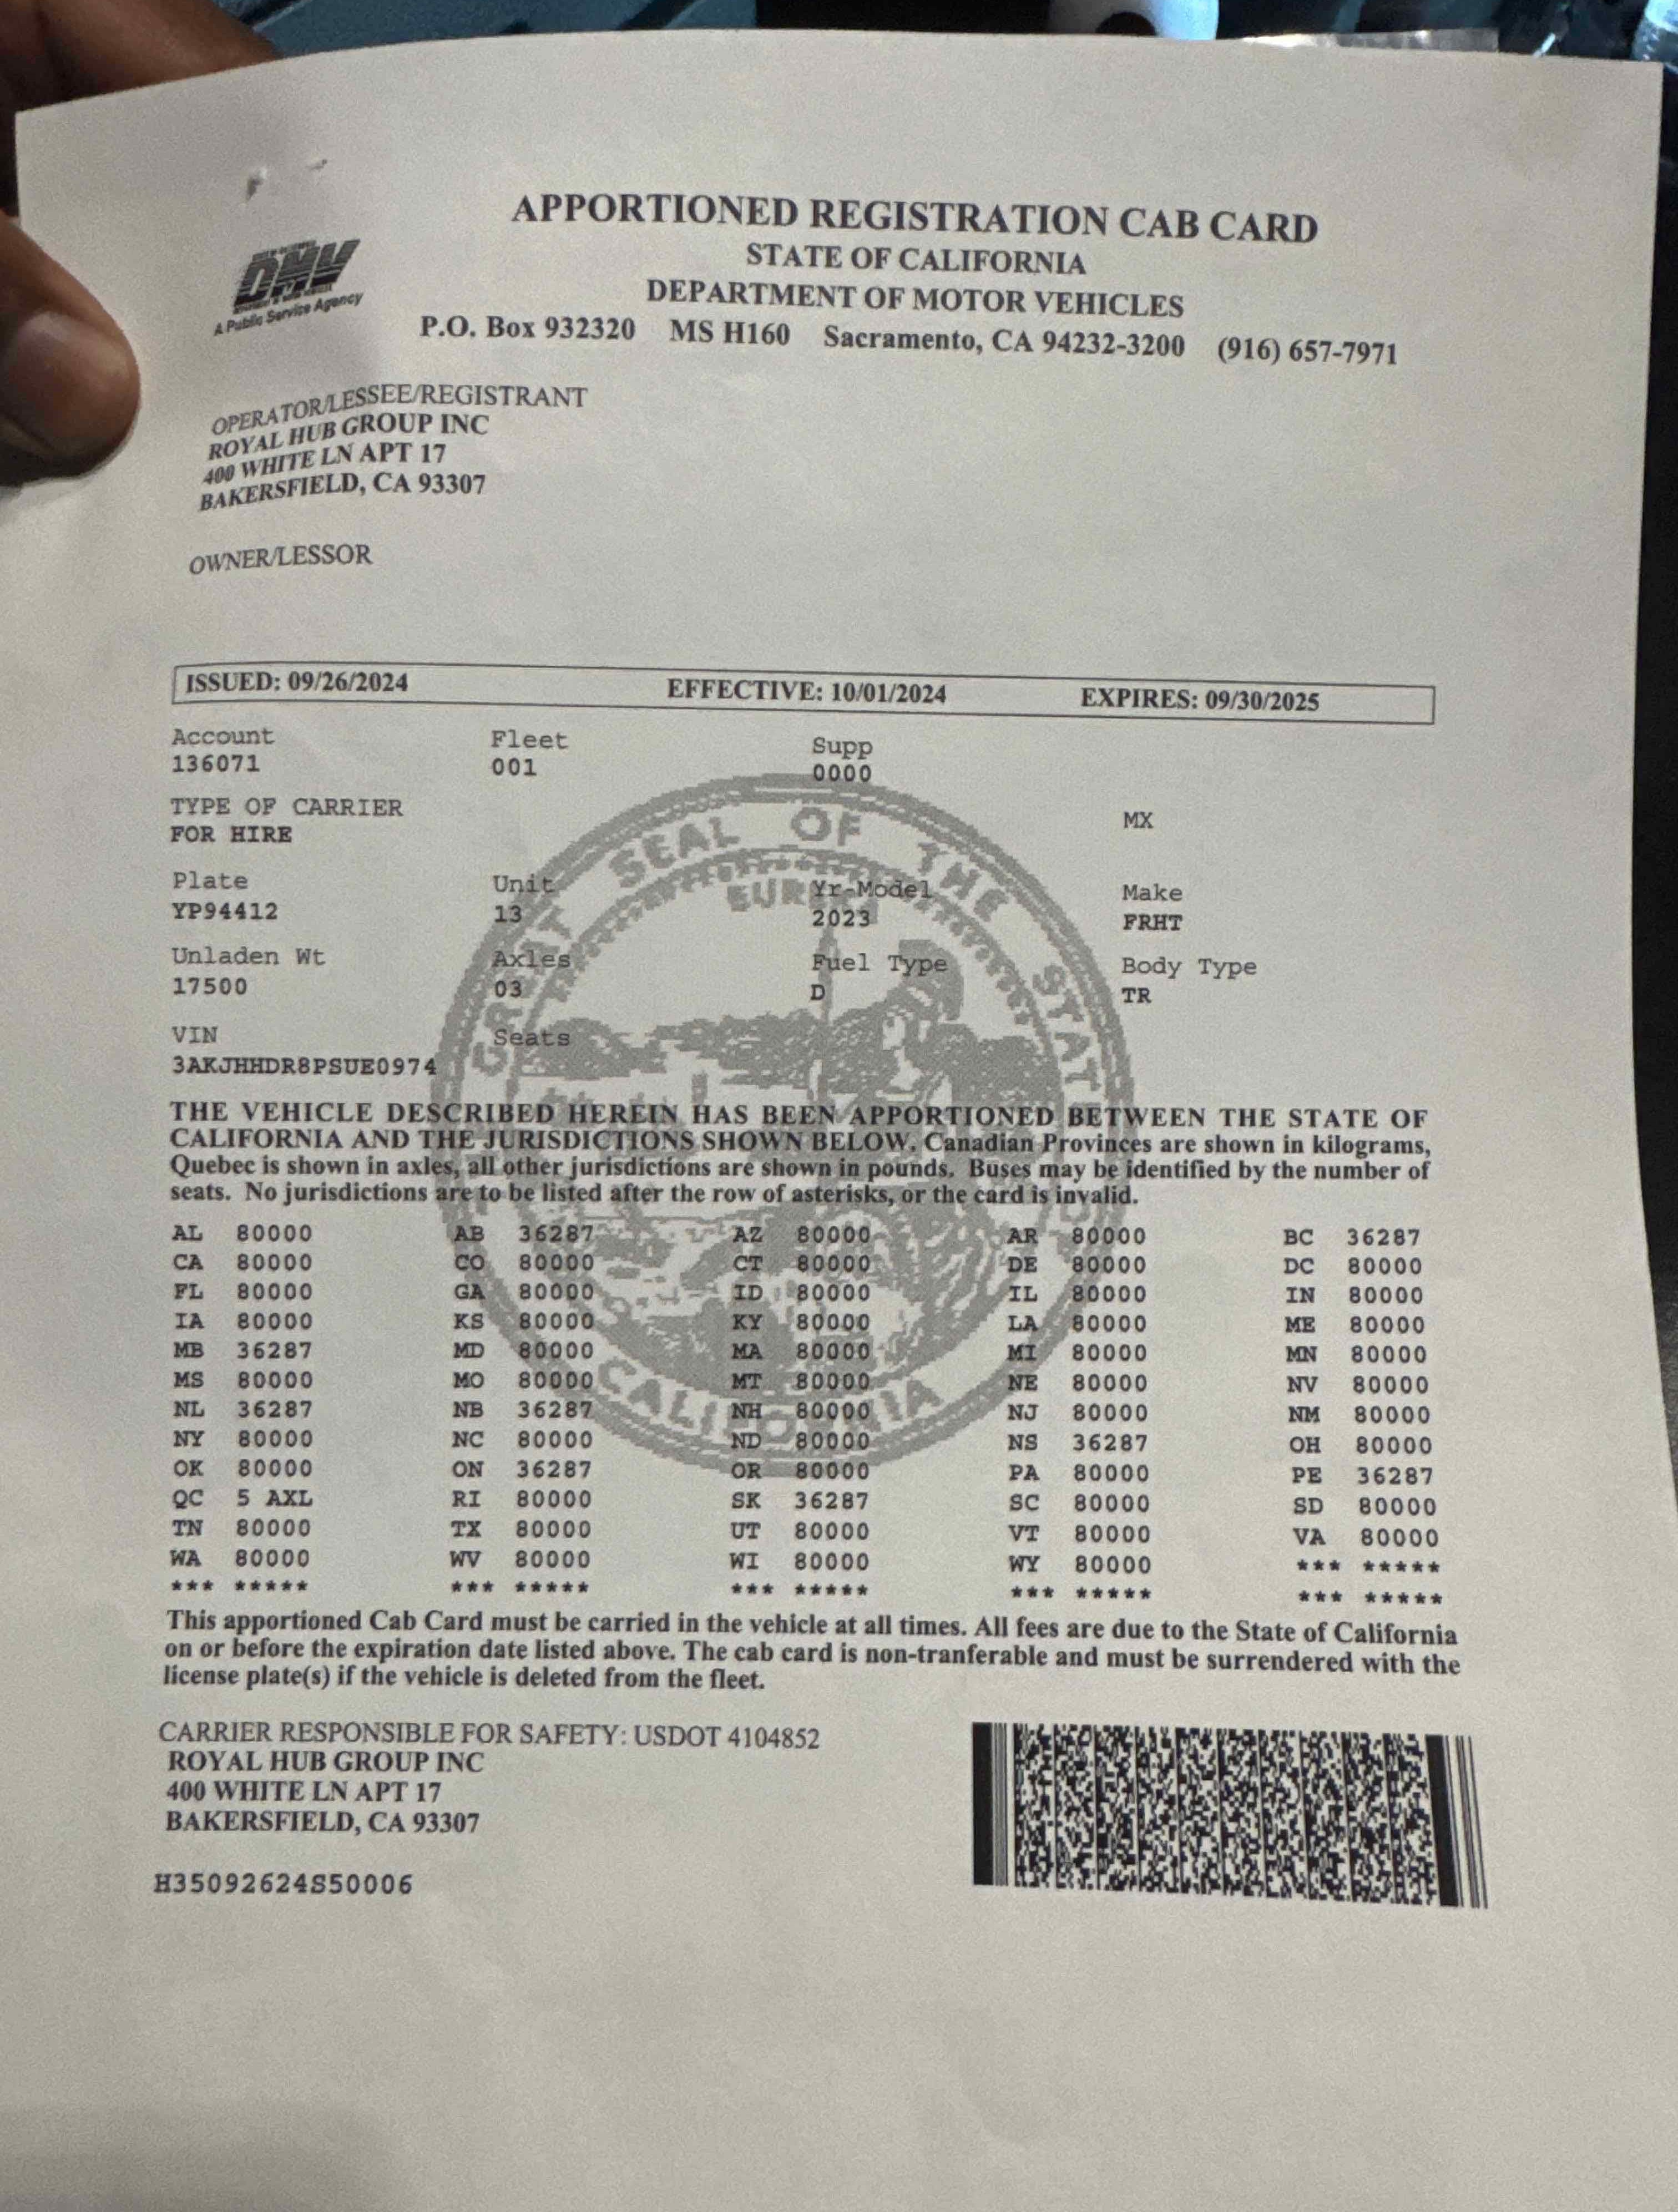 APPORTIONED REGISTRATION CAB CARD
STATE OF CALIFORNIA
DEPARTMENT OF MOTOR VEHICLES
P.O. Box 932320 MS H160 Sacramento, CA 94232-3200 (916) 657-7971
DMV
A Public Service Agency
OPERATOR/LESSEE/REGISTRANT
ROYAL HUB GROUP INC
400 WHITE LN APT 17
BAKERSFIELD, CA 93307
OWNER/LESSOR
ISSUED: 09/26/2024 EFFECTIVE: 10/01/2024 EXPIRES: 09/30/2025
Account Fleet Supp
136071 001 0000
TYPE OF CARRIER MX
FOR HIRE
Plate Unit Yr-Model Make
YP94412 13 2023 FRHT
Unladen Wt Axles Fuel Type Body Type
17500 03 D TR
VIN Seats
3AKJHHDR8PSUE0974
GREAT SEAL OF THE STATE
CALIFORNIA
THE VEHICLE DESCRIBED HEREIN HAS BEEN APPORTIONED BETWEEN THE STATE OF
CALIFORNIA AND THE JURISDICTIONS SHOWN BELOW. Canadian Provinces are shown in kilograms,
Quebec is shown in axles, all other jurisdictions are shown in pounds. Buses may be identified by the number of
seats. No jurisdictions are to be listed after the row of asterisks, or the card is invalid.
AL 80000 AB 36287 AZ 80000 AR 80000 BC 36287
CA 80000 CO 80000 CT 80000 DE 80000 DC 80000
FL 80000 GA 80000 ID 80000 IL 80000 IN 80000
IA 80000 KS 80000 KY 80000 LA 80000 ME 80000
MB 36287 MD 80000 MA 80000 MI 80000 MN 80000
MS 80000 MO 80000 MT 80000 NE 80000 NV 80000
NL 36287 NB 36287 NH 80000 NJ 80000 NM 80000
NY 80000 NC 80000 ND 80000 NS 36287 OH 80000
OK 80000 ON 36287 OR 80000 PA 80000 PE 36287
QC 5 AXL RI 80000 SK 36287 SC 80000 SD 80000
TN 80000 TX 80000 UT 80000 VT 80000 VA 80000
WA 80000 WV 80000 WI 80000 WY 80000 *** *****
*** ***** *** ***** *** ***** *** ***** *** *****
This apportioned Cab Card must be carried in the vehicle at all times. All fees are due to the State of California
on or before the expiration date listed above. The cab card is non-tranferable and must be surrendered with the
license plate(s) if the vehicle is deleted from the fleet.
CARRIER RESPONSIBLE FOR SAFETY: USDOT 4104852
ROYAL HUB GROUP INC
400 WHITE LN APT 17
BAKERSFIELD, CA 93307
H35092624S50006